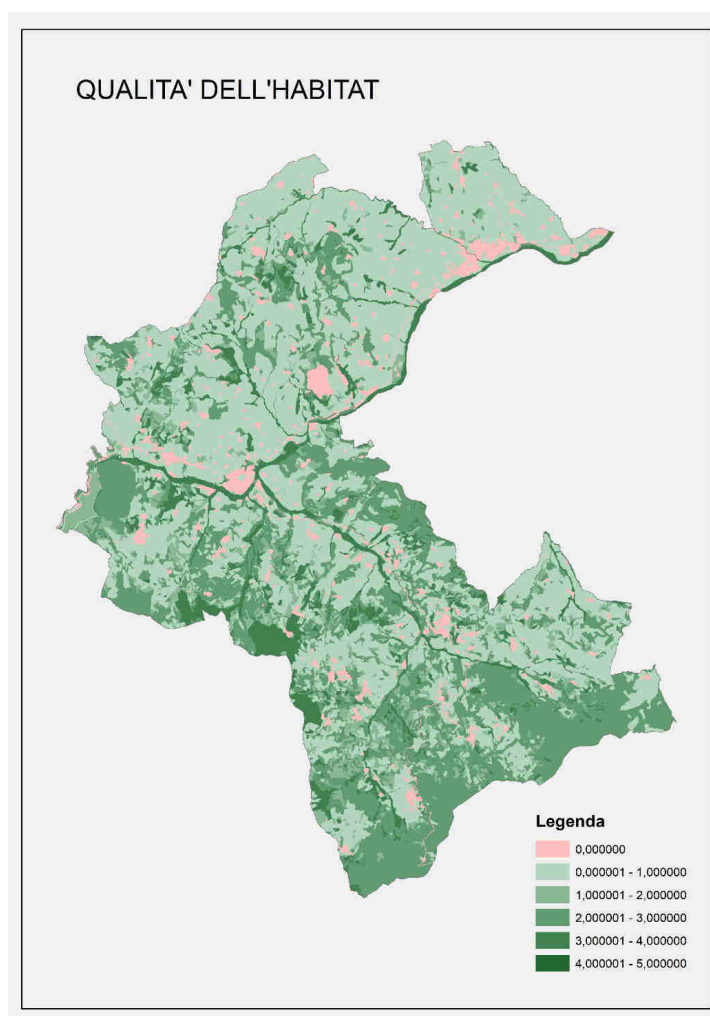 QUALITA' DELL'HABITAT
Legenda
0,000000
0,000001 - 1,000000
1,000001 - 2,000000
2,000001 - 3,000000
3,000001 - 4,000000
4,000001 - 5,000000